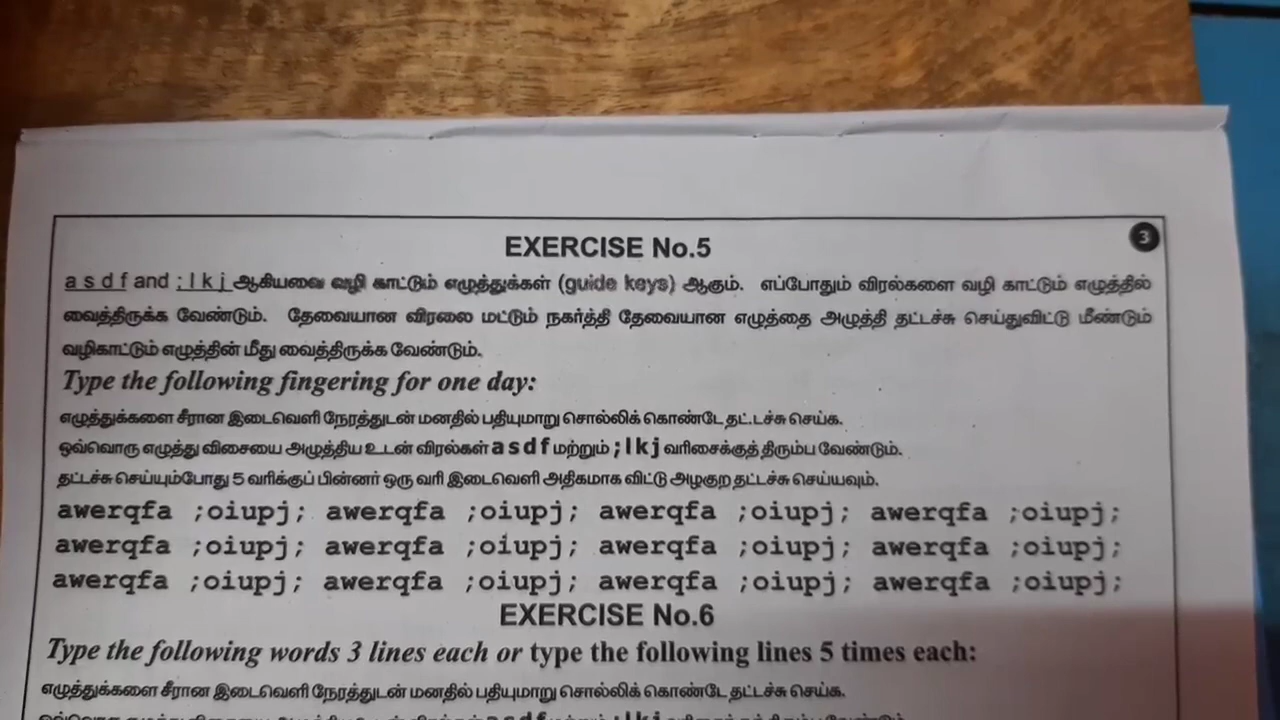 3
EXERCISE No.5
a s d f and ; l k j ஆகியவை வழி காட்டும் எழுத்துக்கள் (guide keys) ஆகும். எப்போதும் விரல்களை வழி காட்டும் எழுத்தில்
வைத்திருக்க வேண்டும். தேவையான விரலை மட்டும் நகர்த்தி தேவையான எழுத்தை அழுத்தி தட்டச்சு செய்துவிட்டு மீண்டும்
வழிகாட்டும் எழுத்தின் மீது வைத்திருக்க வேண்டும்.
Type the following fingering for one day:
எழுத்துக்களை சீரான இடைவெளி நேரத்துடன் மனதில் பதியுமாறு சொல்லிக் கொண்டே தட்டச்சு செய்க.
ஒவ்வொரு எழுத்து விசையை அழுத்திய உடன் விரல்கள் a s d f மற்றும் ; l k j வரிசைக்குத் திரும்ப வேண்டும்.
தட்டச்சு செய்யும்போது 5 வரிக்குப் பின்னர் ஒரு வரி இடைவெளி அதிகமாக விட்டு அழகுற தட்டச்சு செய்யவும்.
awerqfa ;oiupj; awerqfa ;oiupj; awerqfa ;oiupj; awerqfa ;oiupj;
awerqfa ;oiupj; awerqfa ;oiupj; awerqfa ;oiupj; awerqfa ;oiupj;
awerqfa ;oiupj; awerqfa ;oiupj; awerqfa ;oiupj; awerqfa ;oiupj;
EXERCISE No.6
Type the following words 3 lines each or type the following lines 5 times each:
எழுத்துக்களை சீரான இடைவெளி நேரத்துடன் மனதில் பதியுமாறு சொல்லிக் கொண்டே தட்டச்சு செய்க.